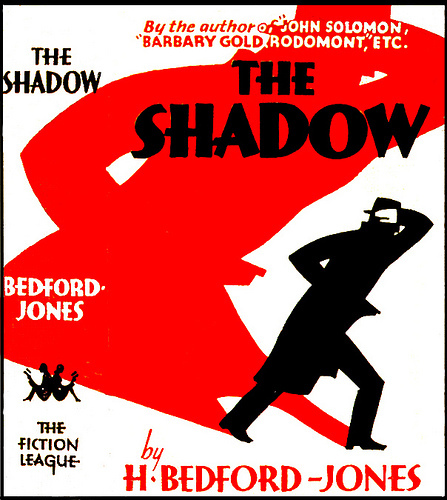 THE
SHADOW
BEDFORD-
JONES
THE
FICTION
LEAGUE
By the author of "JOHN SOLOMON,"
"BARBARY GOLD," "RODOMONT," ETC.
THE
SHADOW
by
H. BEDFORD-JONES